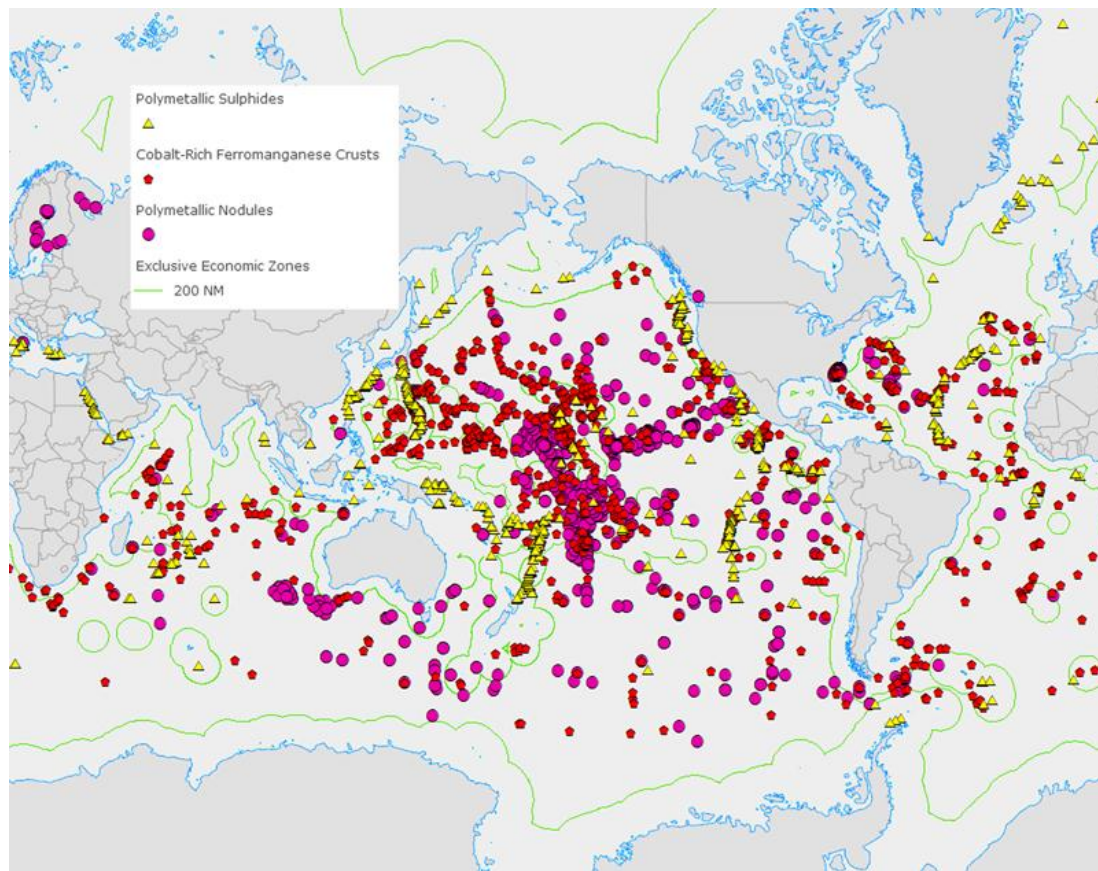 Polymetallic Sulphides
Cobalt-Rich Ferromanganese Crusts
Polymetallic Nodules
Exclusive Economic Zones
200 NM